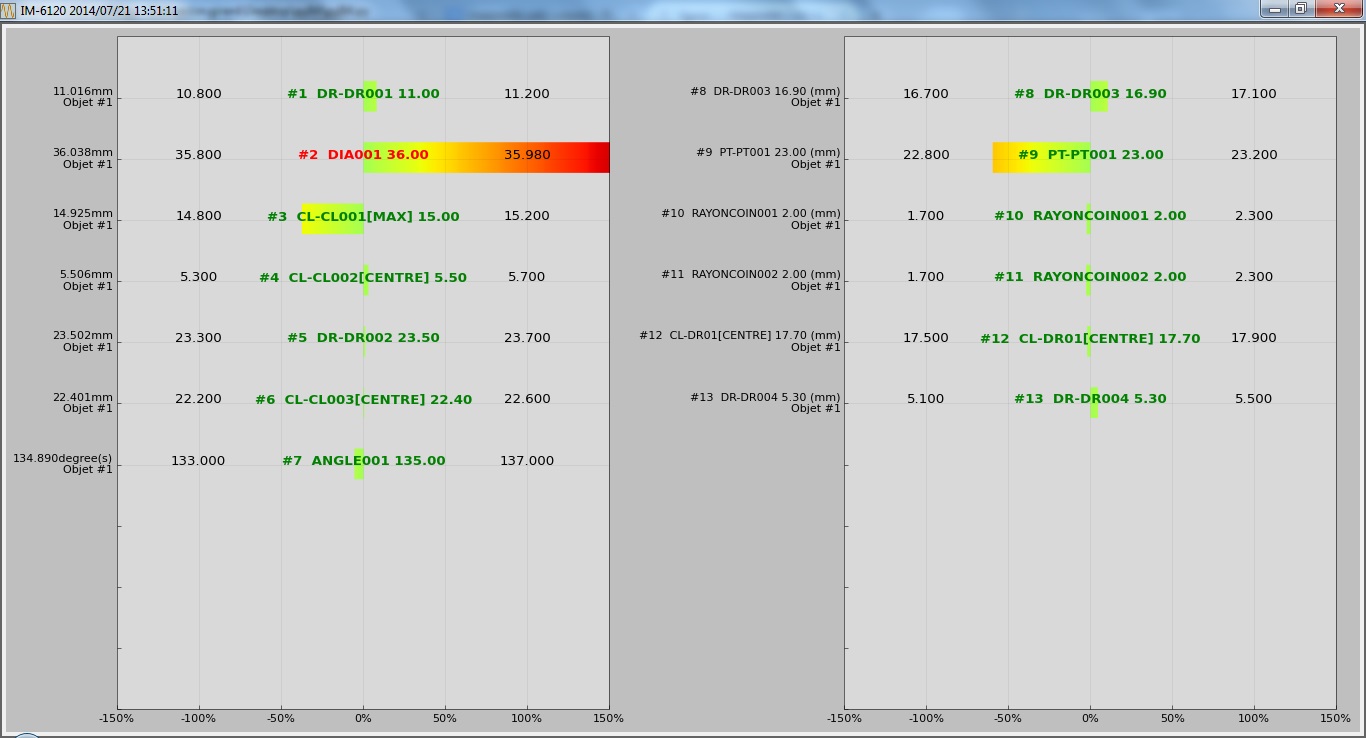 IM-6120 2014/07/21 13:51:11
11.016mm
Objet #1
10.800 #1 DR-DR001 11.00 11.200
36.038mm
Objet #1
35.800 #2 DIA001 36.00 35.980
14.925mm
Objet #1
14.800 #3 CL-CL001[MAX] 15.00 15.200
5.506mm
Objet #1
5.300 #4 CL-CL002[CENTRE] 5.50 5.700
23.502mm
Objet #1
23.300 #5 DR-DR002 23.50 23.700
22.401mm
Objet #1
22.200 #6 CL-CL003[CENTRE] 22.40 22.600
134.890degree(s)
Objet #1
133.000 #7 ANGLE001 135.00 137.000
-150% -100% -50% 0% 50% 100% 150%
#8 DR-DR003 16.90 (mm)
Objet #1
16.700 #8 DR-DR003 16.90 17.100
#9 PT-PT001 23.00 (mm)
Objet #1
22.800 #9 PT-PT001 23.00 23.200
#10 RAYONCOIN001 2.00 (mm)
Objet #1
1.700 #10 RAYONCOIN001 2.00 2.300
#11 RAYONCOIN002 2.00 (mm)
Objet #1
1.700 #11 RAYONCOIN002 2.00 2.300
#12 CL-DR01[CENTRE] 17.70 (mm)
Objet #1
17.500 #12 CL-DR01[CENTRE] 17.70 17.900
#13 DR-DR004 5.30 (mm)
Objet #1
5.100 #13 DR-DR004 5.30 5.500
-150% -100% -50% 0% 50% 100% 150%